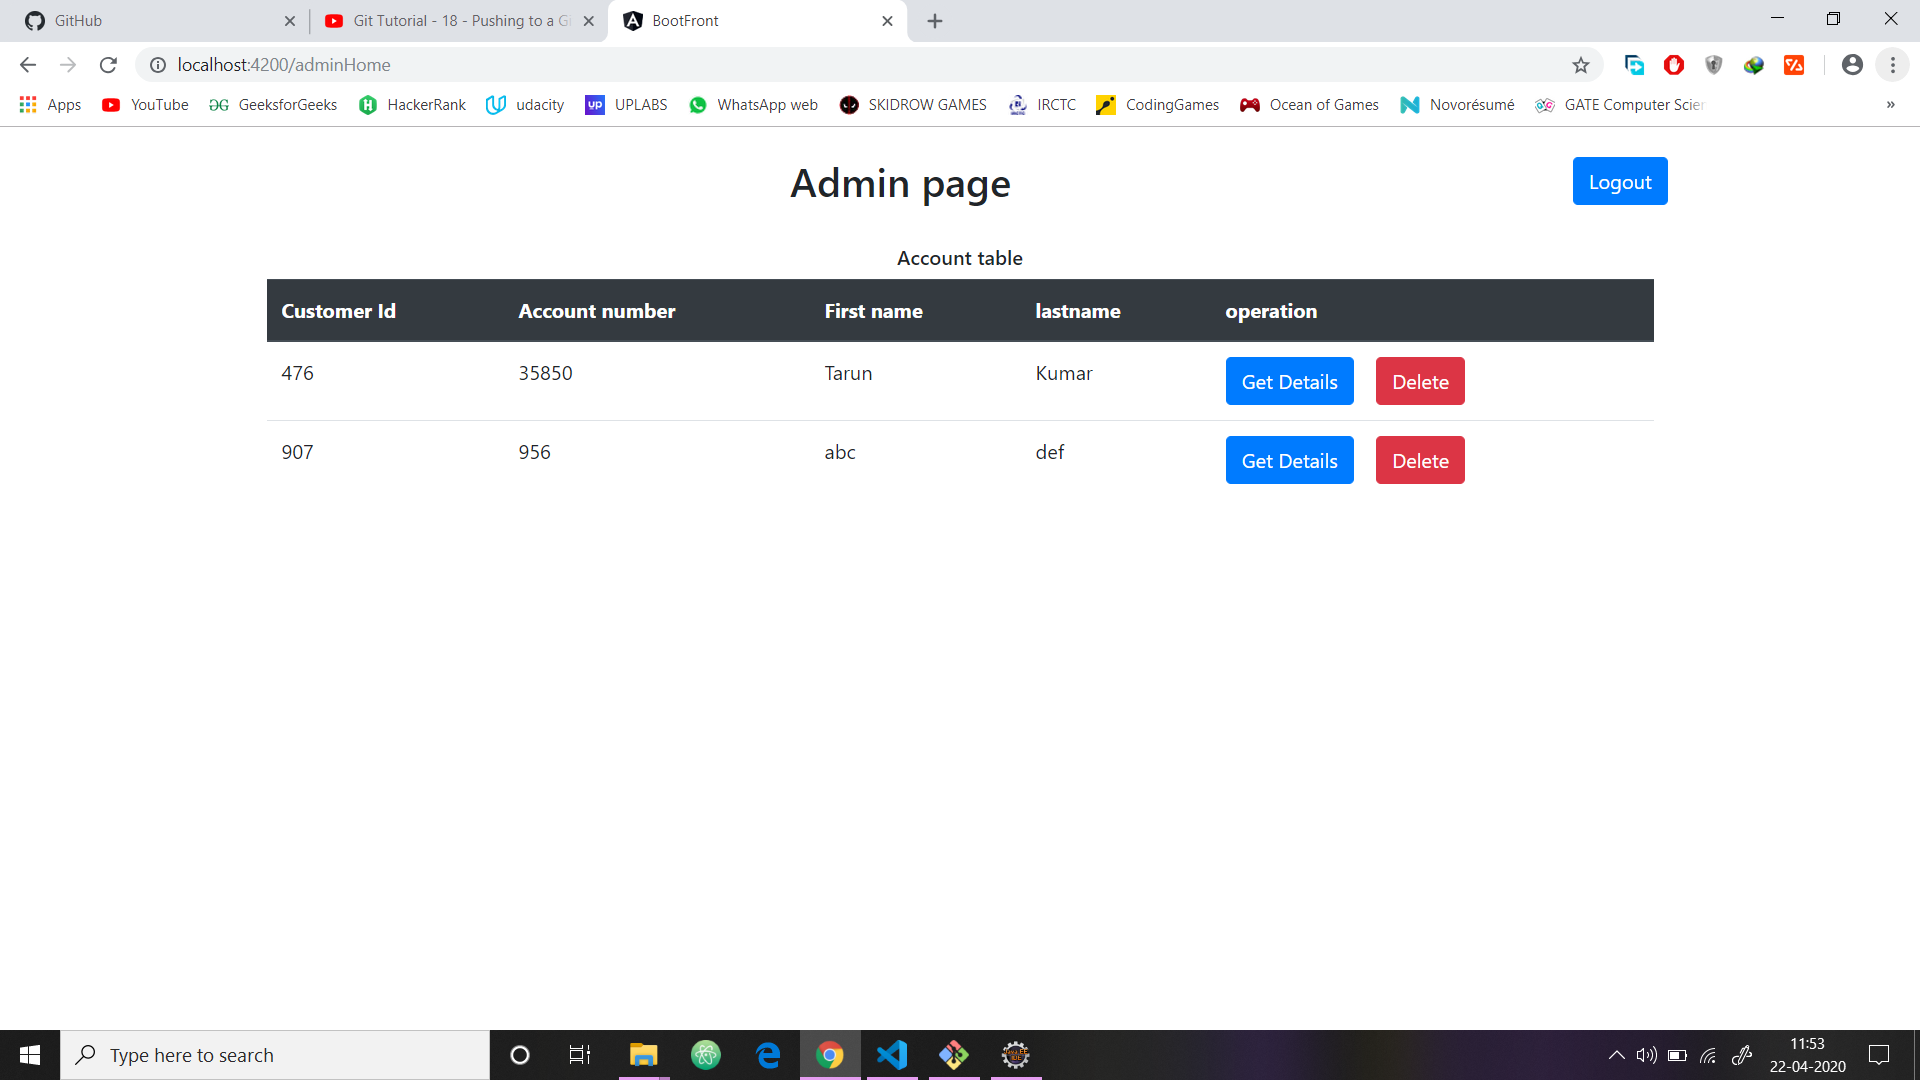 GitHub
Git Tutorial - 18 - Pushing to a Gi
BootFront
localhost:4200/adminHome
Apps YouTube GeeksforGeeks HackerRank udacity UPLABS WhatsApp web SKIDROW GAMES IRCTC CodingGames Ocean of Games Novorésumé GATE Computer Scien »
Admin page
Logout
Account table
Customer Id Account number First name lastname operation
476 35850 Tarun Kumar Get Details Delete
907 956 abc def Get Details Delete
Type here to search
11:53
22-04-2020